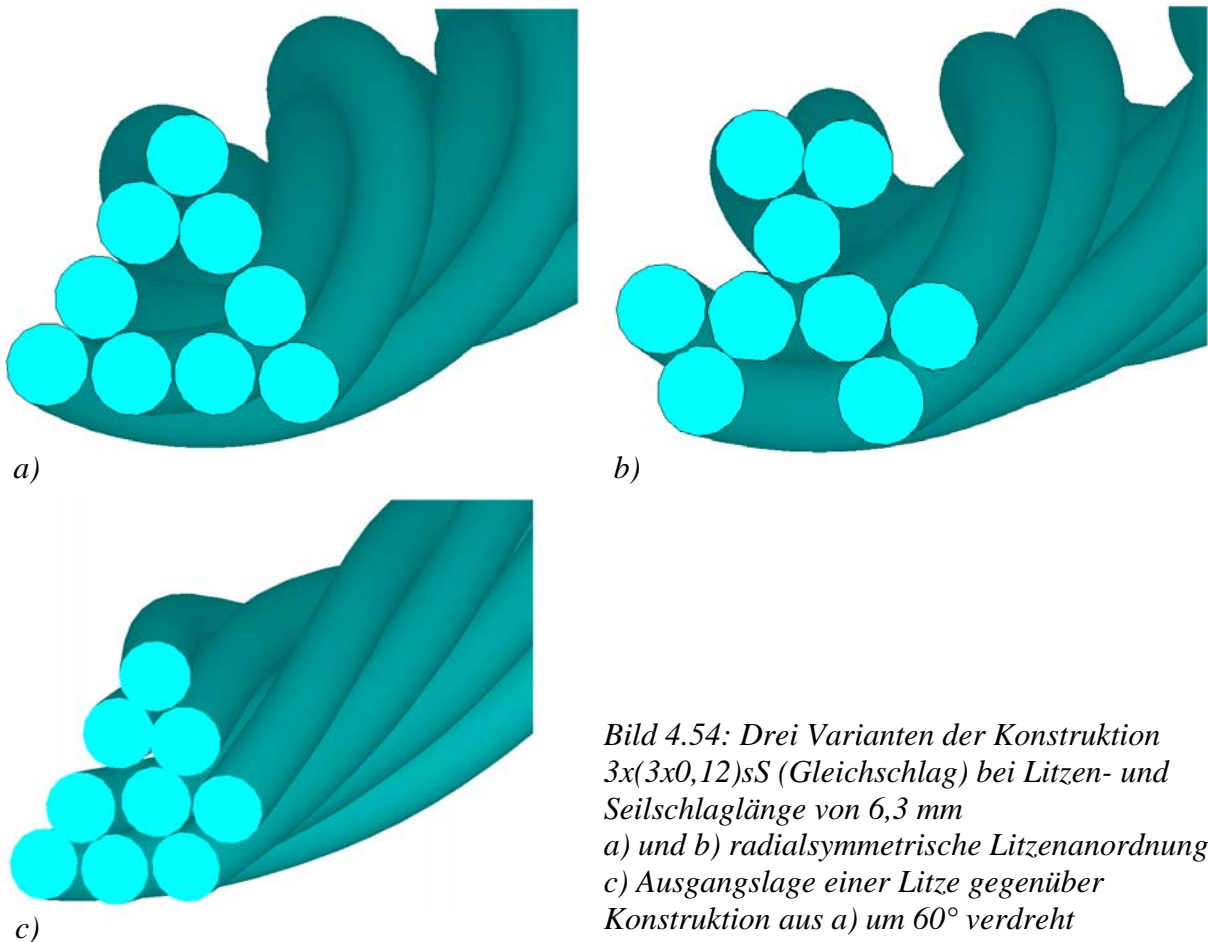 a)
b)
c)
Bild 4.54: Drei Varianten der Konstruktion
3x(3x0,12)sS (Gleichschlag) bei Litzen- und
Seilschlaglänge von 6,3 mm
a) und b) radialsymmetrische Litzenanordnung
c) Ausgangslage einer Litze gegenüber
Konstruktion aus a) um 60° verdreht